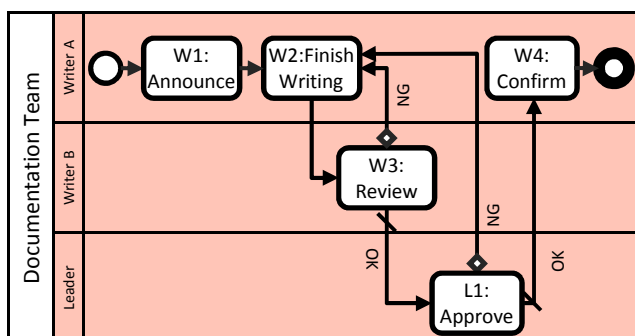 Documentation Team
Writer A
W1:
Announce
W2:Finish
Writing
W4:
Confirm
NG
Writer B
W3:
Review
NG
OK
OK
Leader
L1:
Approve